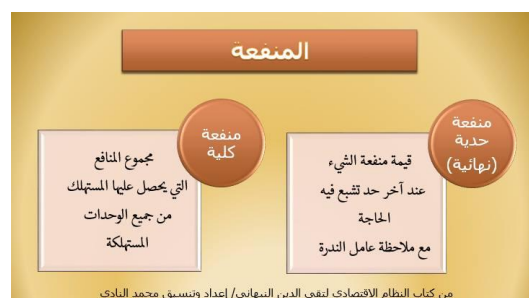 المنفعة
منفعة
حدية
(نهائية)
قيمة منفعة الشيء
عند آخر حد تشبع فيه
الحاجة
مع ملاحظة عامل الندرة
منفعة
كلية
مجموع المنافع
التي يحصل عليها المستهلك
من جميع الوحدات
المستهلكة
من كتاب النظام الاقتصادي لتقي الدين النبهاني/ إعداد وتنسيق محمد النادي